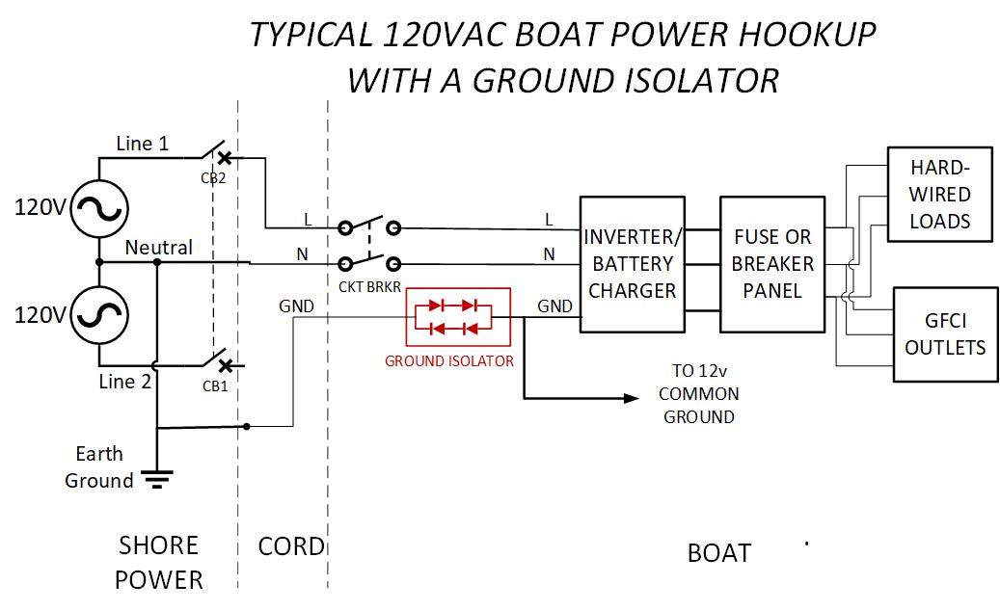 TYPICAL 120VAC BOAT POWER HOOKUP
WITH A GROUND ISOLATOR
Line 1
CB2
120V
Neutral
120V
Line 2
CB1
Earth
Ground
L
N
GND
CKT BRKR
GROUND ISOLATOR
L
N
GND
TO 12v
COMMON
GROUND
INVERTER/
BATTERY
CHARGER
FUSE OR
BREAKER
PANEL
HARD-
WIRED
LOADS
GFCI
OUTLETS
SHORE
POWER
CORD
BOAT